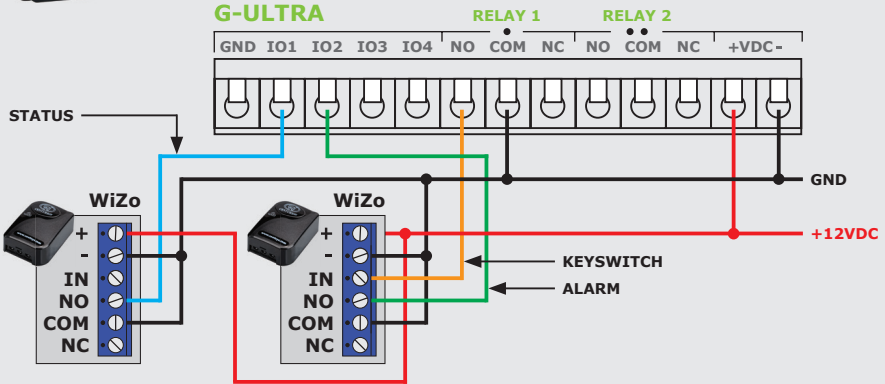 G-ULTRA
RELAY 1 RELAY 2
GND IO1 IO2 IO3 IO4 NO COM NC NO COM NC +VDC-
STATUS
GND
WiZo
WiZo
+
-
IN
NO
COM
NC
+
-
IN
NO
COM
NC
+12VDC
KEYSWITCH
ALARM